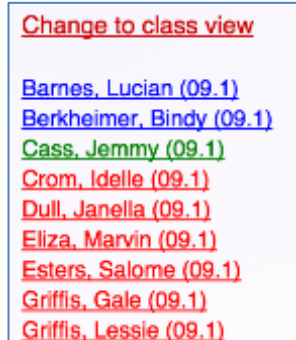 Change to class view
Barnes, Lucian (09.1)
Berkheimer, Bindy (09.1)
Cass, Jemmy (09.1)
Crom, Idelle (09.1)
Dull, Janella (09.1)
Eliza, Marvin (09.1)
Esters, Salome (09.1)
Griffis, Gale (09.1)
Griffis, Lessie (09.1)